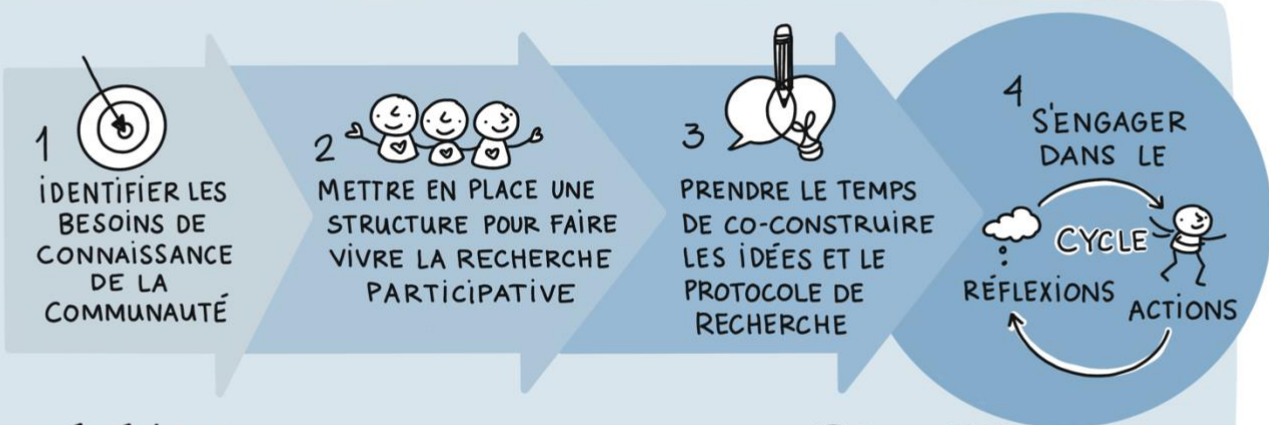 1
iDENTiFiER LES
BESOiNS DE
CONNAiSSANCE
DE LA
COMMUNAUTÉ
2
METTRE EN PLACE UNE
STRUCTURE POUR FAiRE
ViVRE LA RECHERCHE
PARTiCiPATiVE
3
PRENDRE LE TEMPS
DE CO-CONSTRUiRE
LES iDÉES ET LE
PROTOCOLE DE
RECHERCHE
4
S'ENGAGER
DANS LE
CYCLE
RÉFLEXiONS
ACTiONS